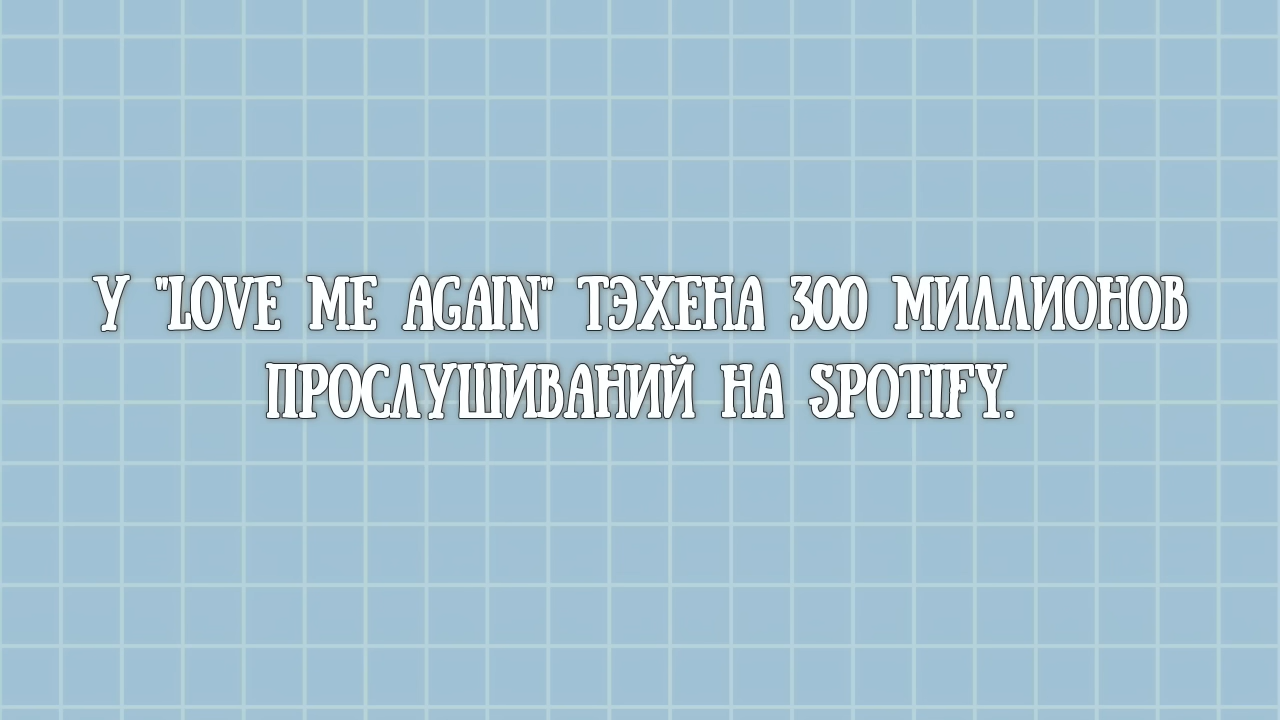 У "LOVE ME AGAIN" ТЭХЕНА 300 МИЛЛИОНОВ
ПРОСЛУШИВАНИЙ НА SPOTIFY.